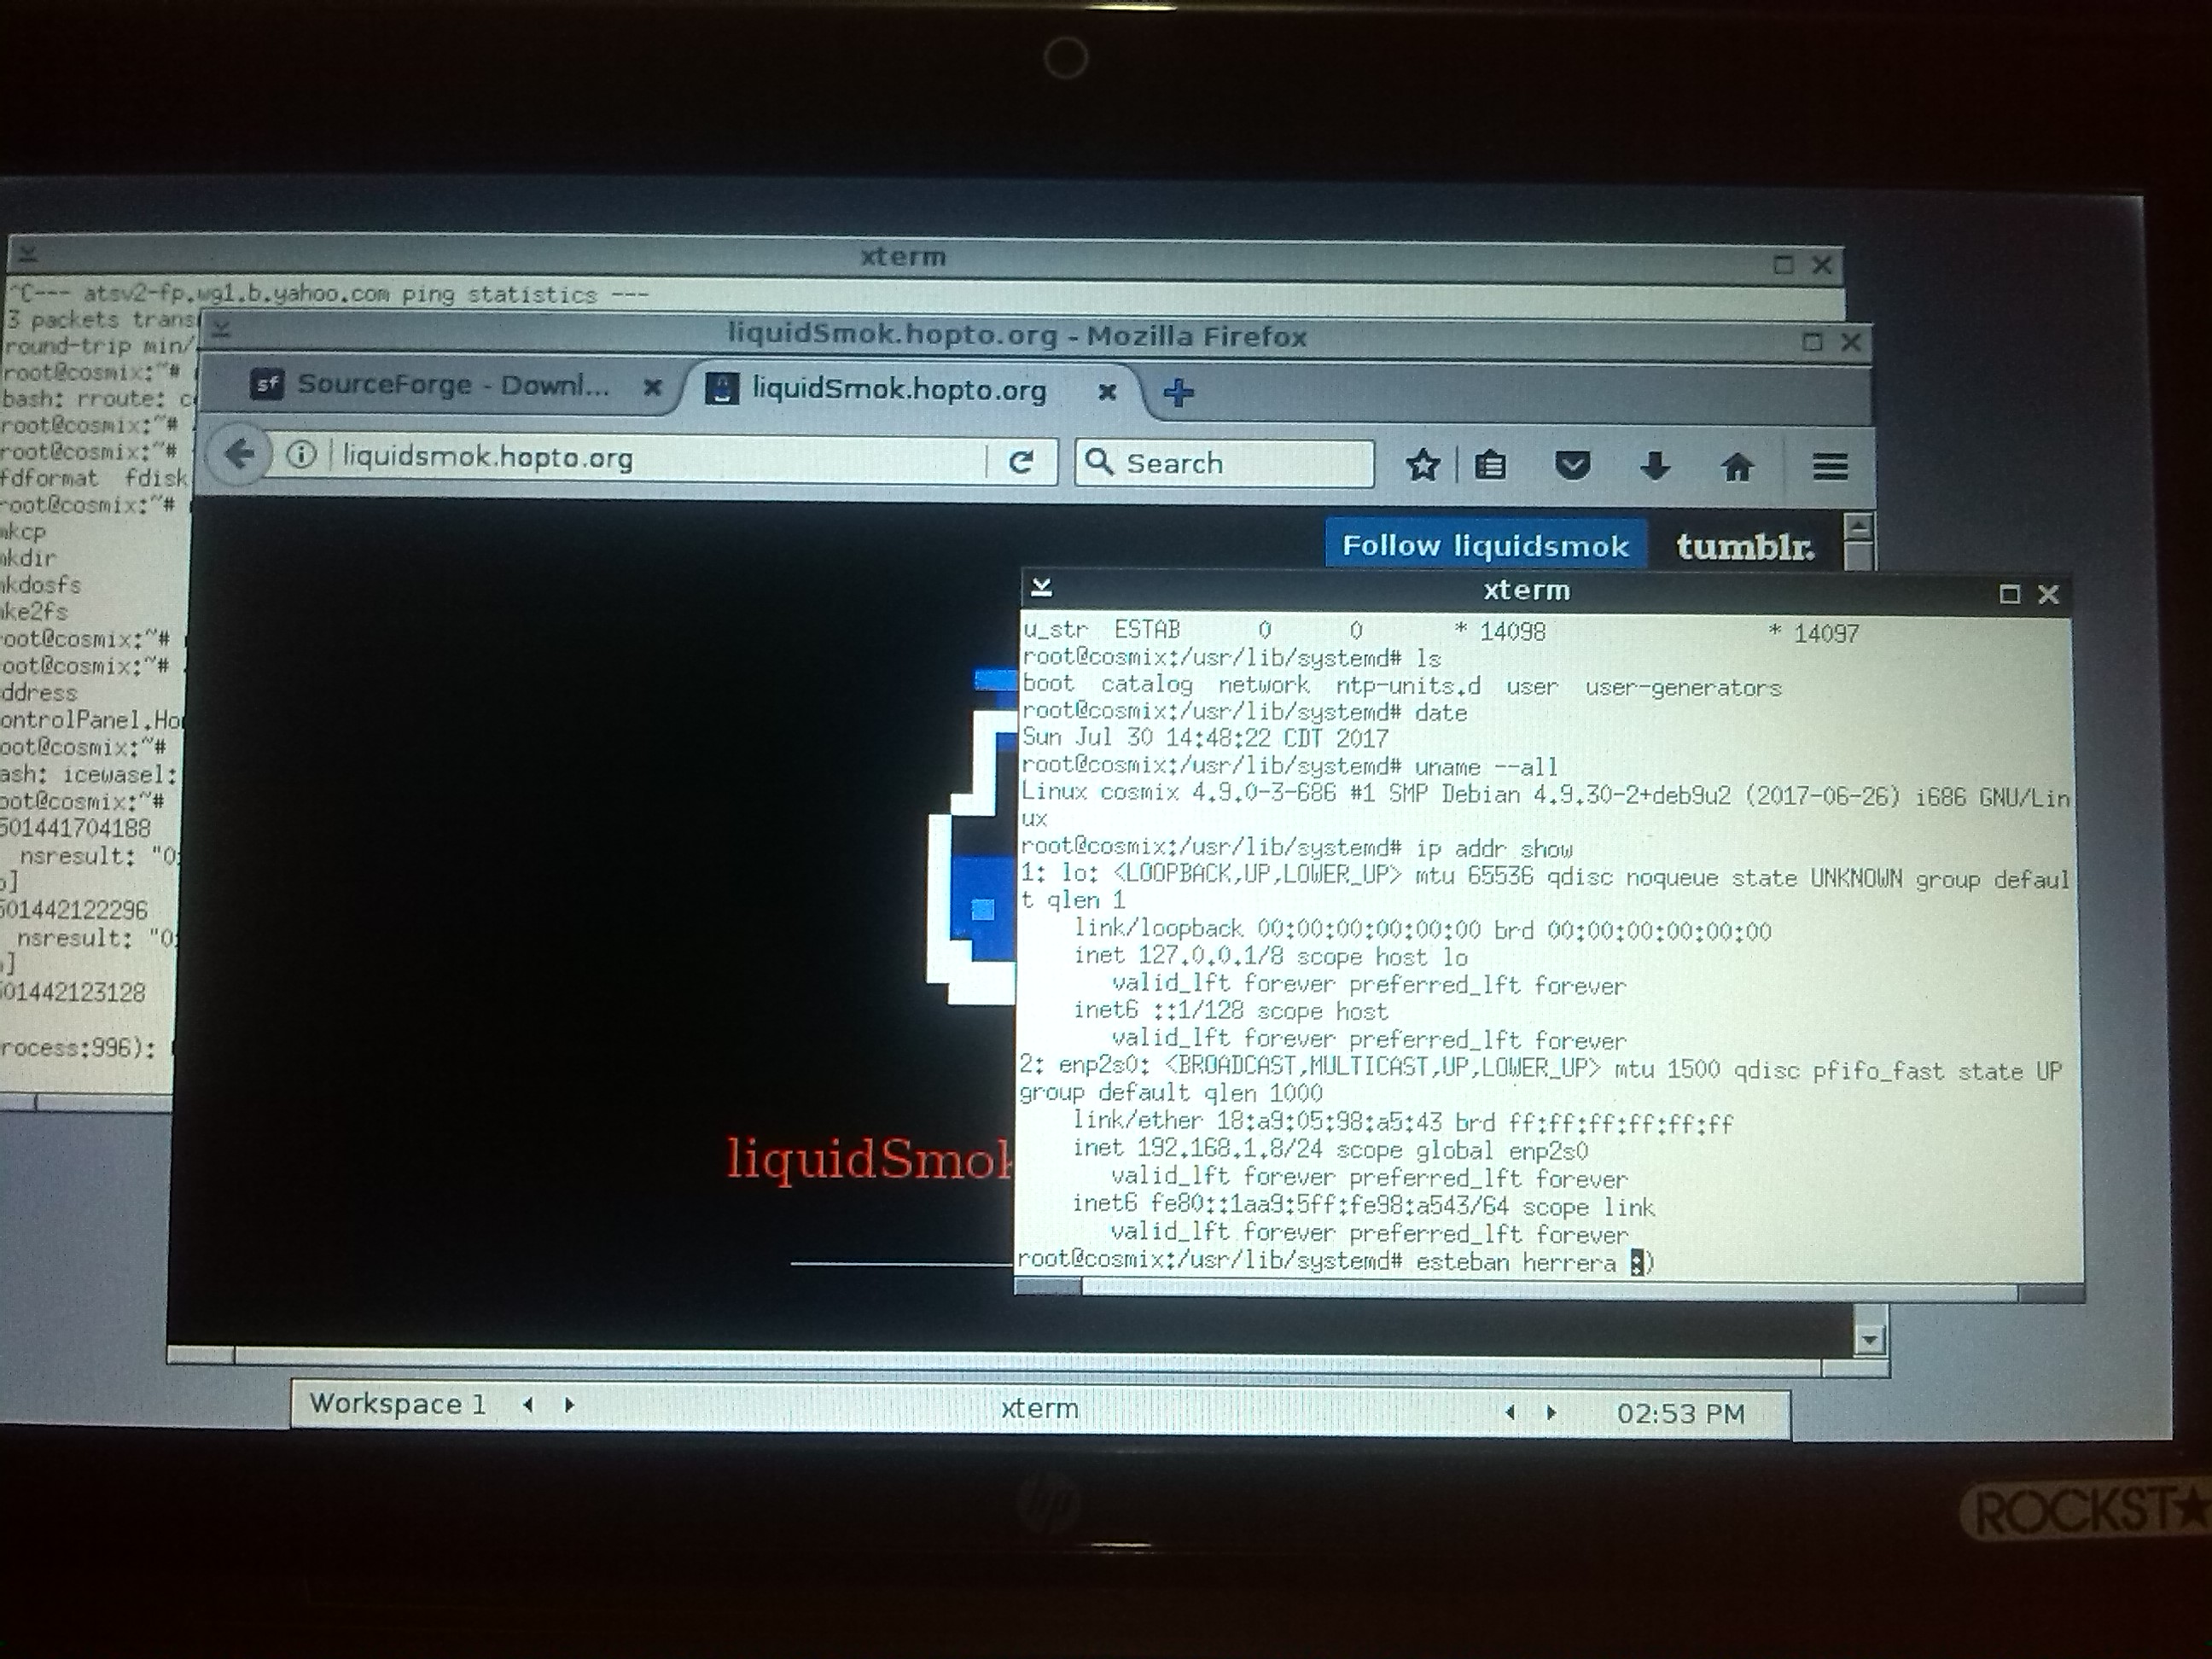 xterm
^C--- atsv2-fp.wg1.b.yahoo.com ping statistics ---
3 packets trans
round-trip min/
root@cosmix:~#
bash: rroute: c
root@cosmix:~#
root@cosmix:~#
fdformat fdisk
root@cosmix:~#
mkcp
mkdir
mkdosfs
mke2fs
root@cosmix:~#
root@cosmix:~#
ddress
ontrolPanel.Ho
oot@cosmix:~#
ash: icewasel:
oot@cosmix:~#
501441704188
nsresult: "0
]
501442122296
nsresult: "0
]
501442123128
rocess:996):
liquidSmok.hopto.org - Mozilla Firefox
sf SourceForge - Downl...
liquidSmok.hopto.org
liquidsmok.hopto.org
Search
Follow liquidsmok
tumblr.
liquidSmok
xterm
u_str ESTAB 0 0 * 14098 * 14097
root@cosmix:/usr/lib/systemd# ls
boot catalog network ntp-units.d user user-generators
root@cosmix:/usr/lib/systemd# date
Sun Jul 30 14:48:22 CDT 2017
root@cosmix:/usr/lib/systemd# uname --all
Linux cosmix 4.9.0-3-686 #1 SMP Debian 4.9.30-2+deb9u2 (2017-06-26) i686 GNU/Lin
ux
root@cosmix:/usr/lib/systemd# ip addr show
1: lo: <LOOPBACK,UP,LOWER_UP> mtu 65536 qdisc noqueue state UNKNOWN group defaul
t qlen 1
link/loopback 00:00:00:00:00:00 brd 00:00:00:00:00:00
inet 127.0.0.1/8 scope host lo
valid_lft forever preferred_lft forever
inet6 ::1/128 scope host
valid_lft forever preferred_lft forever
2: enp2s0: <BROADCAST,MULTICAST,UP,LOWER_UP> mtu 1500 qdisc pfifo_fast state UP
group default qlen 1000
link/ether 18:a9:05:98:a5:43 brd ff:ff:ff:ff:ff:ff
inet 192.168.1.8/24 scope global enp2s0
valid_lft forever preferred_lft forever
inet6 fe80::1aa9:5ff:fe98:a543/64 scope link
valid_lft forever preferred_lft forever
root@cosmix:/usr/lib/systemd# esteban herrera :)
Workspace 1
xterm
02:53 PM
hp
ROCKST★